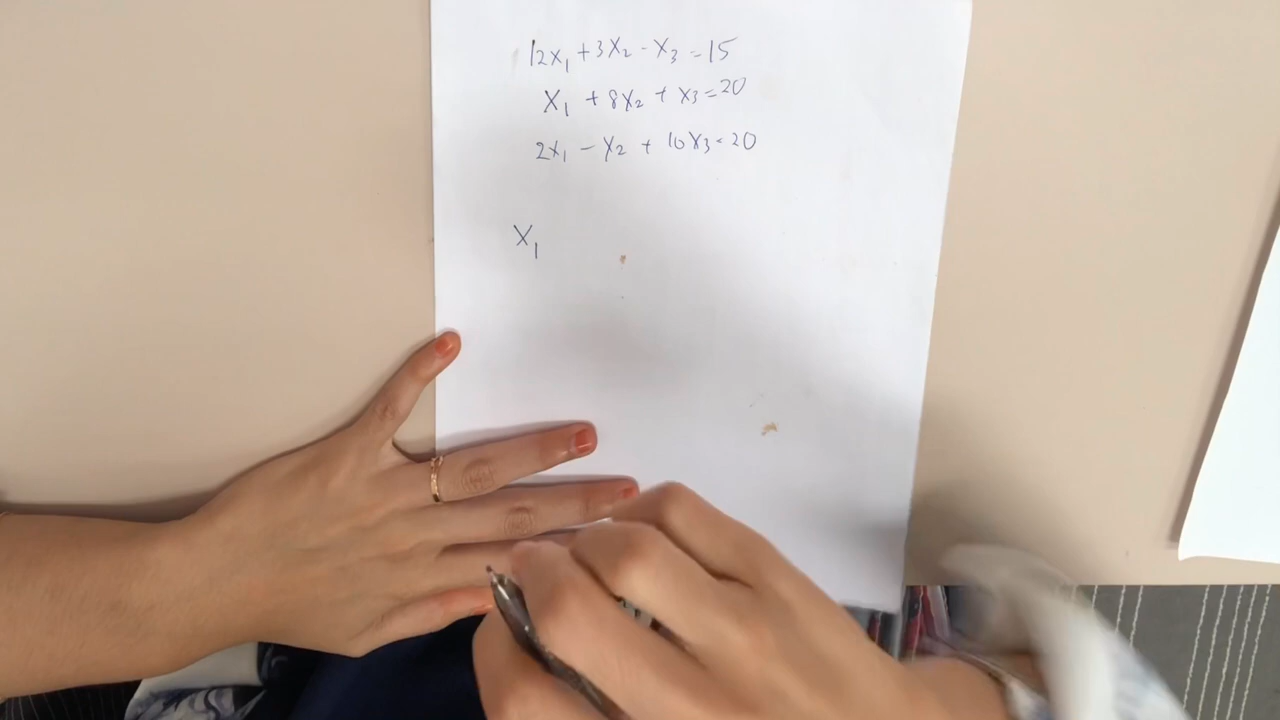 12x₁ + 3x₂ - x₃ = 15
x₁ + 8x₂ + x₃ = 20
2x₁ - x₂ + 10x₃ = 20
x₁